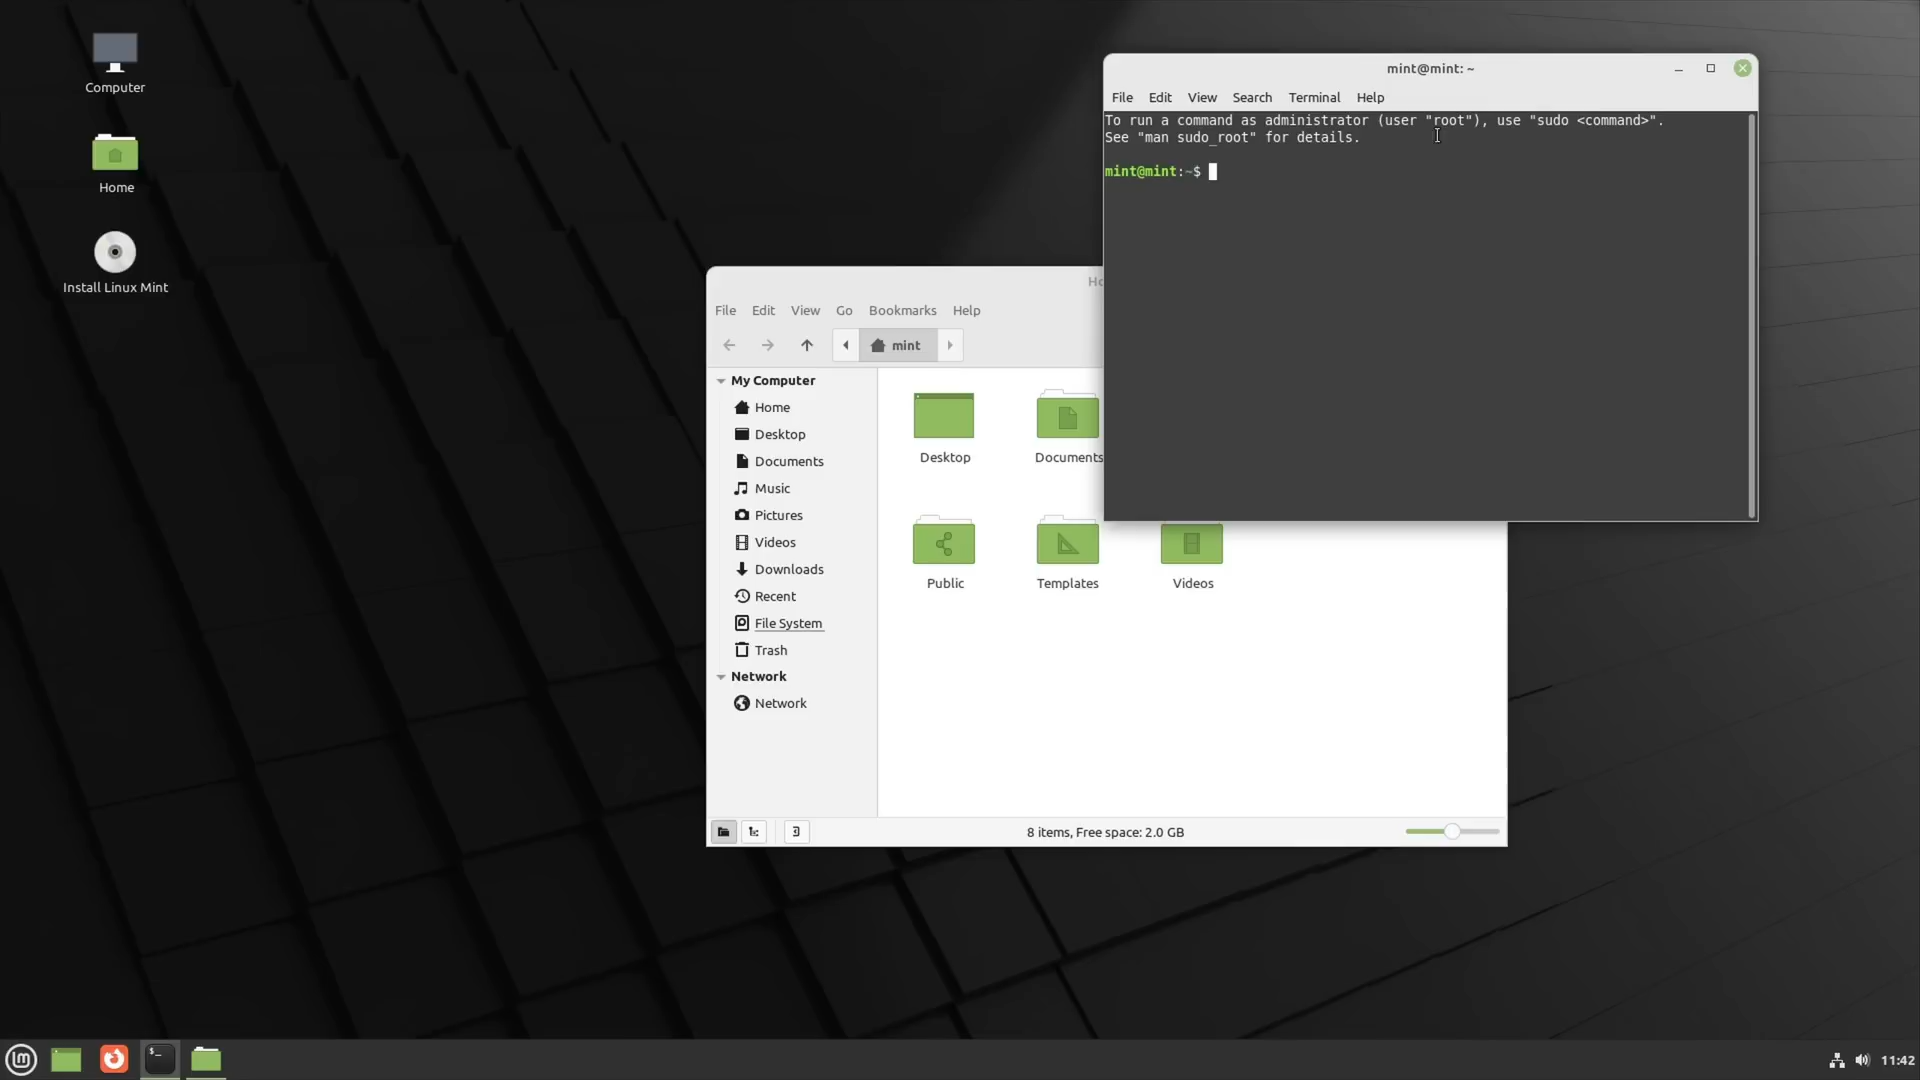 Computer
Home
Install Linux Mint
mint@mint: ~
File Edit View Search Terminal Help
To run a command as administrator (user "root"), use "sudo <command>".
See "man sudo_root" for details.
mint@mint:~$
File Edit View Go Bookmarks Help
mint
My Computer
Home
Desktop
Documents
Music
Pictures
Videos
Downloads
Recent
File System
Trash
Network
Network
Desktop
Documents
Public
Templates
Videos
8 items, Free space: 2.0 GB
11:42